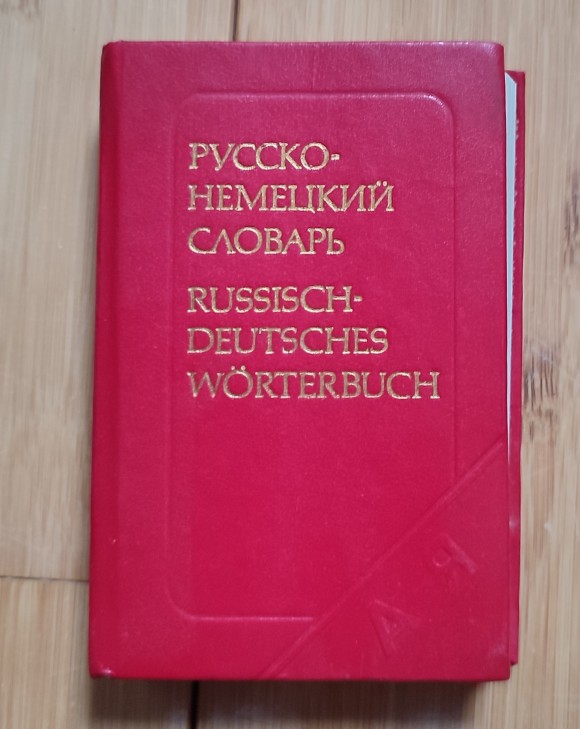 РУССКО-
НЕМЕЦКИЙ
СЛОВАРЬ
RUSSISCH-
DEUTSCHES
WÖRTERBUCH
А Я